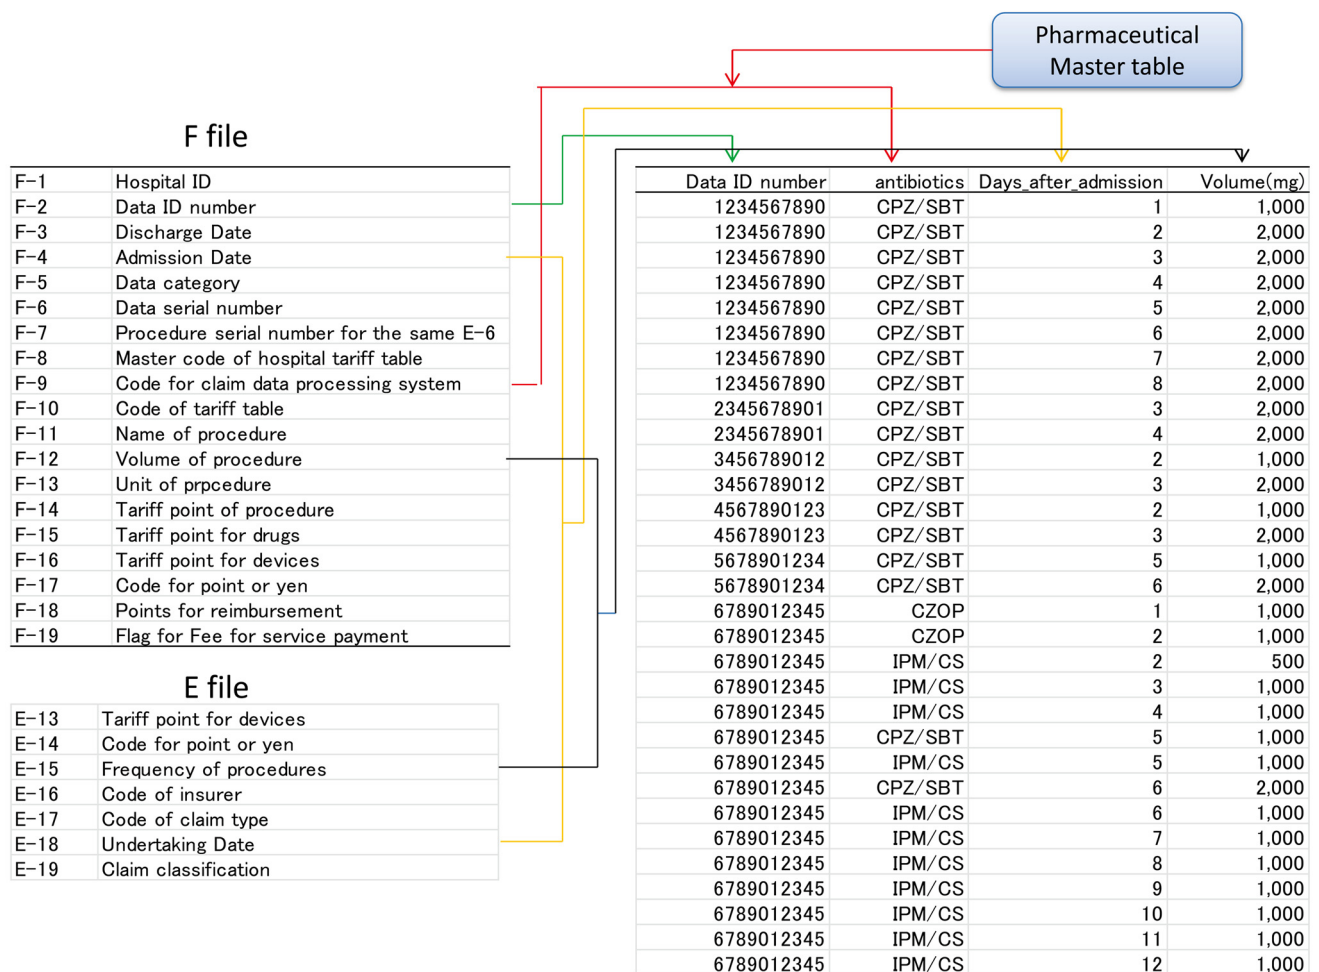 Pharmaceutical
Master table
F file
F-1 Hospital ID
F-2 Data ID number
F-3 Discharge Date
F-4 Admission Date
F-5 Data category
F-6 Data serial number
F-7 Procedure serial number for the same E-6
F-8 Master code of hospital tariff table
F-9 Code for claim data processing system
F-10 Code of tariff table
F-11 Name of procedure
F-12 Volume of procedure
F-13 Unit of prpcedure
F-14 Tariff point of procedure
F-15 Tariff point for drugs
F-16 Tariff point for devices
F-17 Code for point or yen
F-18 Points for reimbursement
F-19 Flag for Fee for service payment
E file
E-13 Tariff point for devices
E-14 Code for point or yen
E-15 Frequency of procedures
E-16 Code of insurer
E-17 Code of claim type
E-18 Undertaking Date
E-19 Claim classification
Data ID number antibiotics Days_after_admission Volume(mg)
1234567890 CPZ/SBT 1 1,000
1234567890 CPZ/SBT 2 2,000
1234567890 CPZ/SBT 3 2,000
1234567890 CPZ/SBT 4 2,000
1234567890 CPZ/SBT 5 2,000
1234567890 CPZ/SBT 6 2,000
1234567890 CPZ/SBT 7 2,000
1234567890 CPZ/SBT 8 2,000
2345678901 CPZ/SBT 3 2,000
2345678901 CPZ/SBT 4 2,000
3456789012 CPZ/SBT 2 1,000
3456789012 CPZ/SBT 3 2,000
4567890123 CPZ/SBT 2 1,000
4567890123 CPZ/SBT 3 2,000
5678901234 CPZ/SBT 5 1,000
5678901234 CPZ/SBT 6 2,000
6789012345 CZOP 1 1,000
6789012345 CZOP 2 1,000
6789012345 IPM/CS 2 500
6789012345 IPM/CS 3 1,000
6789012345 IPM/CS 4 1,000
6789012345 CPZ/SBT 5 1,000
6789012345 IPM/CS 5 1,000
6789012345 CPZ/SBT 6 2,000
6789012345 IPM/CS 6 1,000
6789012345 IPM/CS 7 1,000
6789012345 IPM/CS 8 1,000
6789012345 IPM/CS 9 1,000
6789012345 IPM/CS 10 1,000
6789012345 IPM/CS 11 1,000
6789012345 IPM/CS 12 1,000